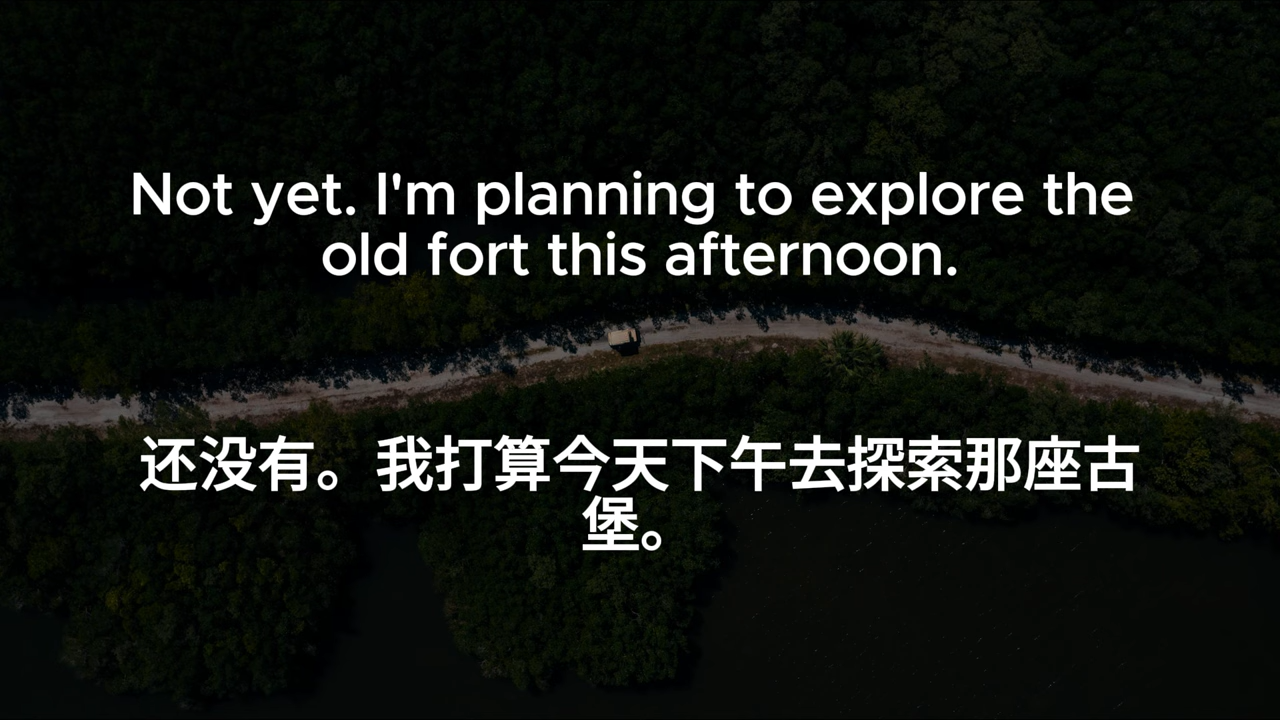 Not yet. I'm planning to explore the
old fort this afternoon.
还没有。我打算今天下午去探索那座古
堡。